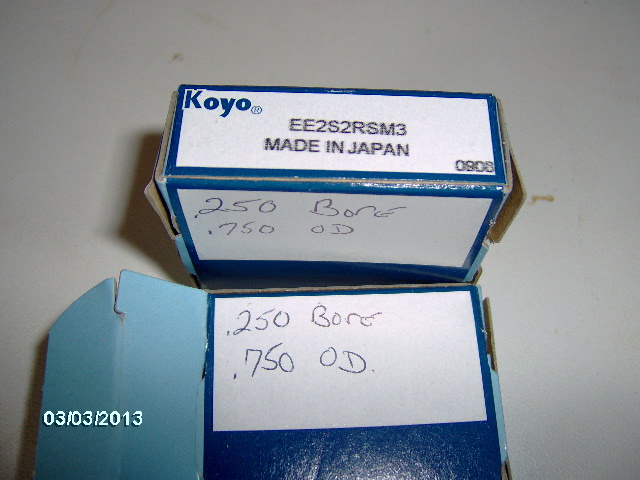 Koyo®
EE2S2RSM3
MADE IN JAPAN
0908
.250 Bore
.750 OD
.250 Bore
.750 OD.
03/03/2013